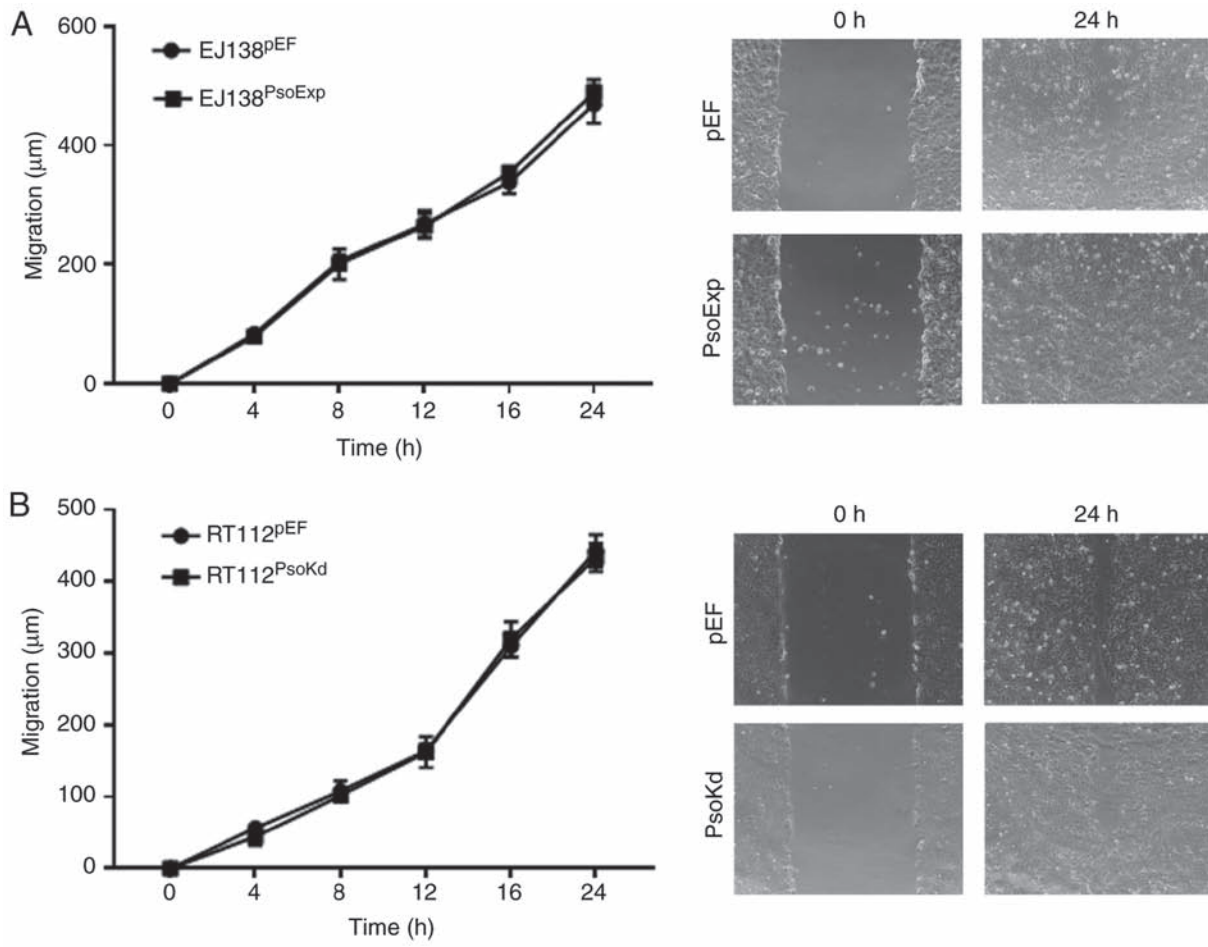 A
600
400
200
0
Migration (μm)
EJ138pEF
EJ138PsoExp
0 4 8 12 16 24
Time (h)
0 h 24 h
pEF
PsoExp
B
500
400
300
200
100
0
Migration (μm)
RT112pEF
RT112PsoKd
0 4 8 12 16 24
Time (h)
0 h 24 h
pEF
PsoKd